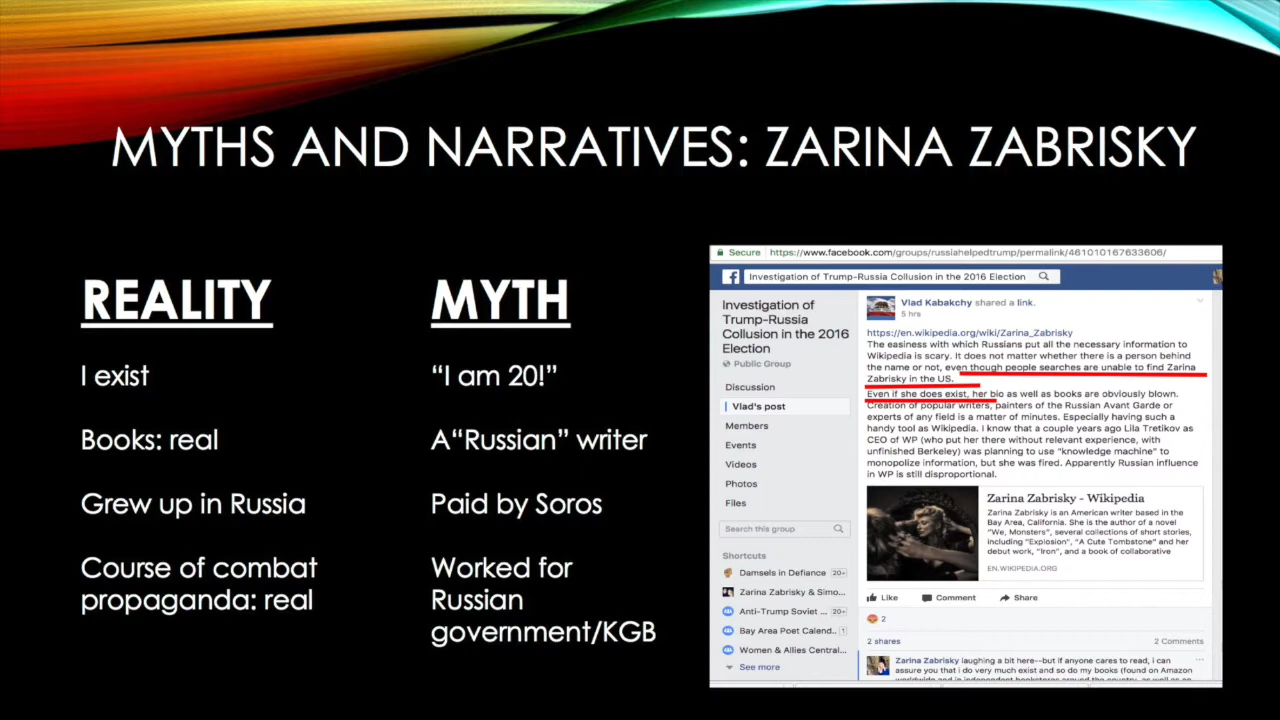 MYTHS AND NARRATIVES: ZARINA ZABRISKY
REALITY
I exist
Books: real
Grew up in Russia
Course of combat
propaganda: real
MYTH
“I am 20!”
A“Russian” writer
Paid by Soros
Worked for
Russian
government/KGB
Secure https://www.facebook.com/groups/russiahelpedtrump/permalink/461010167633606/
Investigation of Trump-Russia Collusion in the 2016 Election
Investigation of
Trump-Russia
Collusion in the 2016
Election
Public Group
Discussion
Vlad's post
Members
Events
Videos
Photos
Files
Search this group
Shortcuts
Damsels in Defiance 20+
Zarina Zabrisky & Simo...
Anti-Trump Soviet ... 20+
Bay Area Poet Calend.. 1
Women & Allies Central...
See more
Vlad Kabakchy shared a link.
5 hrs
https://en.wikipedia.org/wiki/Zarina_Zabrisky
The easiness with which Russians put all the necessary information to
Wikipedia is scary. It does not matter whether there is a person behind
the name or not, even though people searches are unable to find Zarina
Zabrisky in the US.
Even if she does exist, her bio as well as books are obviously blown.
Creation of popular writers, painters of the Russian Avant Garde or
experts of any field is a matter of minutes. Especially having such a
handy tool as Wikipedia. I know that a couple years ago Lila Tretikov as
CEO of WP (who put her there without relevant experience, with
unfinished Berkeley) was planning to use "knowledge machine" to
monopolize information, but she was fired. Apparently Russian influence
in WP is still disproportional.
Zarina Zabrisky - Wikipedia
Zarina Zabrisky is an American writer based in the
Bay Area, California. She is the author of a novel
"We, Monsters", several collections of short stories,
including "Explosion", "A Cute Tombstone" and her
debut work, "Iron", and a book of collaborative
EN.WIKIPEDIA.ORG
Like Comment Share
2
2 shares 2 Comments
Zarina Zabrisky laughing a bit here--but if anyone cares to read, i can
assure you that i do very much exist and so do my books (found on Amazon
worldwide and in independent bookstores around the country, as well as an